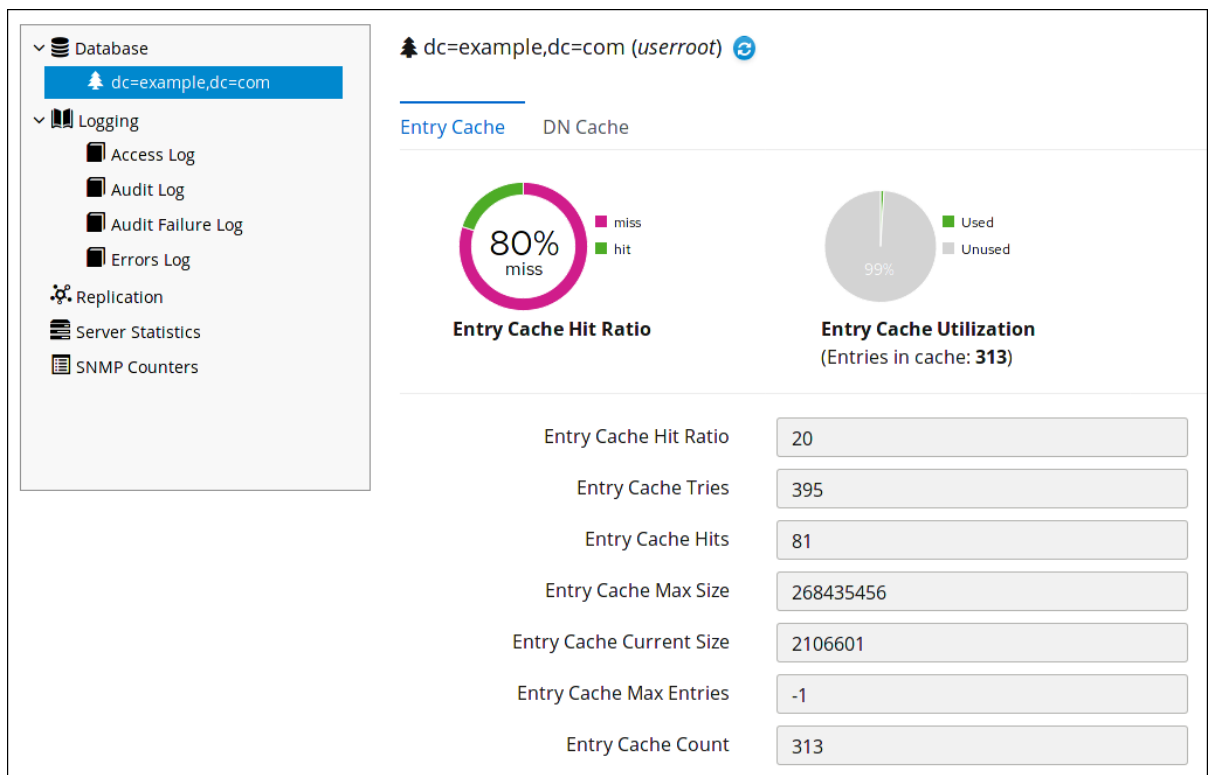 Database
dc=example,dc=com
Logging
Access Log
Audit Log
Audit Failure Log
Errors Log
Replication
Server Statistics
SNMP Counters
dc=example,dc=com (userroot)
Entry Cache DN Cache
80%
miss
miss
hit
Entry Cache Hit Ratio
99%
Used
Unused
Entry Cache Utilization
(Entries in cache: 313)
Entry Cache Hit Ratio 20
Entry Cache Tries 395
Entry Cache Hits 81
Entry Cache Max Size 268435456
Entry Cache Current Size 2106601
Entry Cache Max Entries -1
Entry Cache Count 313